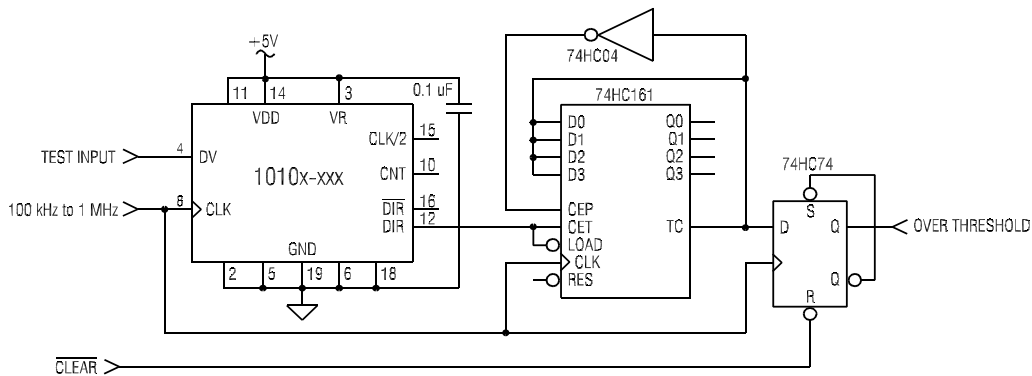 +5V
74HC04
11
14
3
0.1 uF
74HC161
VDD
VR
D0
Q0
CLK/2
15
D1
Q1
TEST INPUT
4
DV
D2
Q2
74HC74
1010x-xxx
CNT
10
D3
Q3
100 kHz to 1 MHz
CLK
DIR
16
CEP
S
DIR
12
CET
TC
D
Q
OVER THRESHOLD
GND
LOAD
CLK
2
5
19
6
18
RES
Q
R
CLEAR